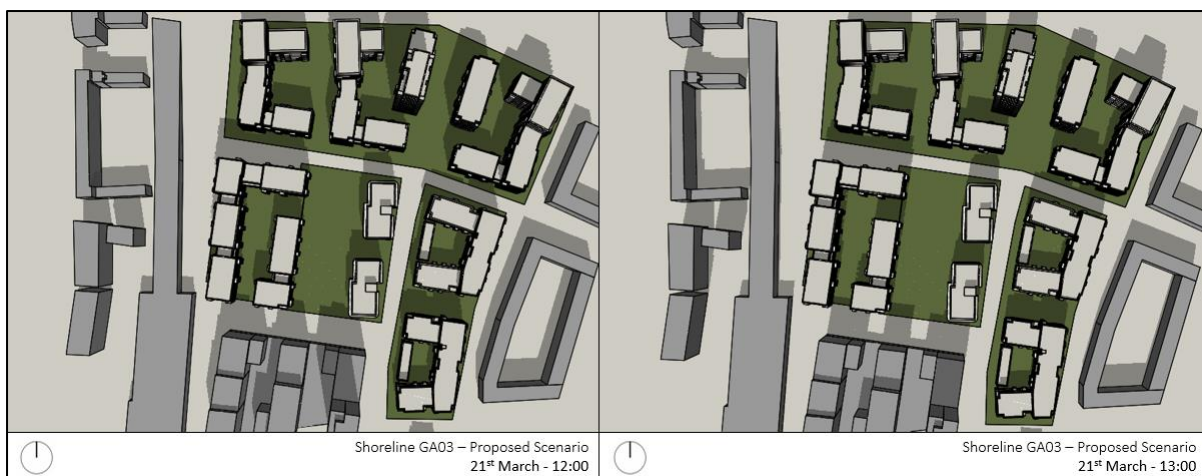 Shoreline GA03 – Proposed Scenario
21st March - 12:00
Shoreline GA03 – Proposed Scenario
21st March - 13:00